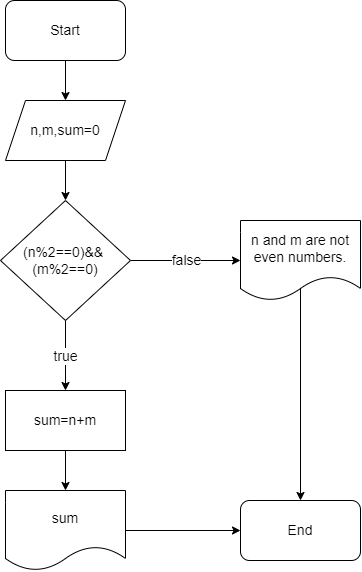 Start
n,m,sum=0
(n%2==0)&&
(m%2==0)
false
n and m are not
even numbers.
true
sum=n+m
sum
End